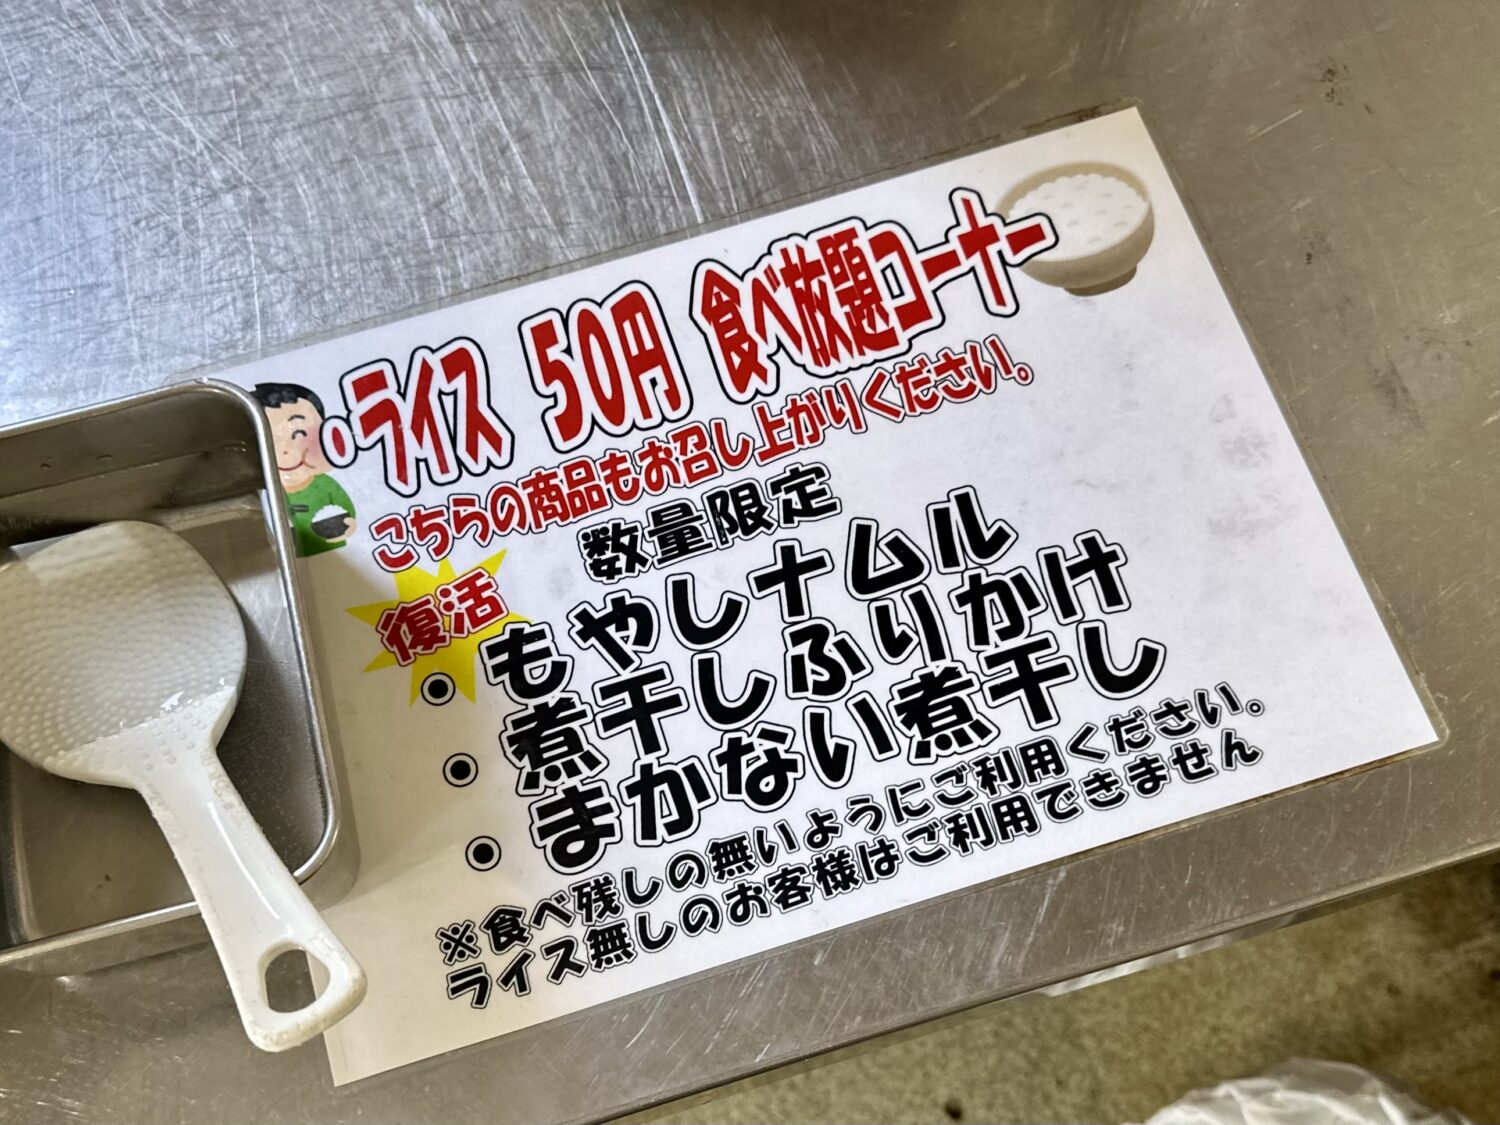 ・ライス 50円 食べ放題コーナー
こちらの商品もお召し上がりください。
数量限定
復活
◉ もやしナムル
◉ 煮干しふりかけ
◉ まかない煮干し
※食べ残しの無いようにご利用ください。
ライス無しのお客様はご利用できません